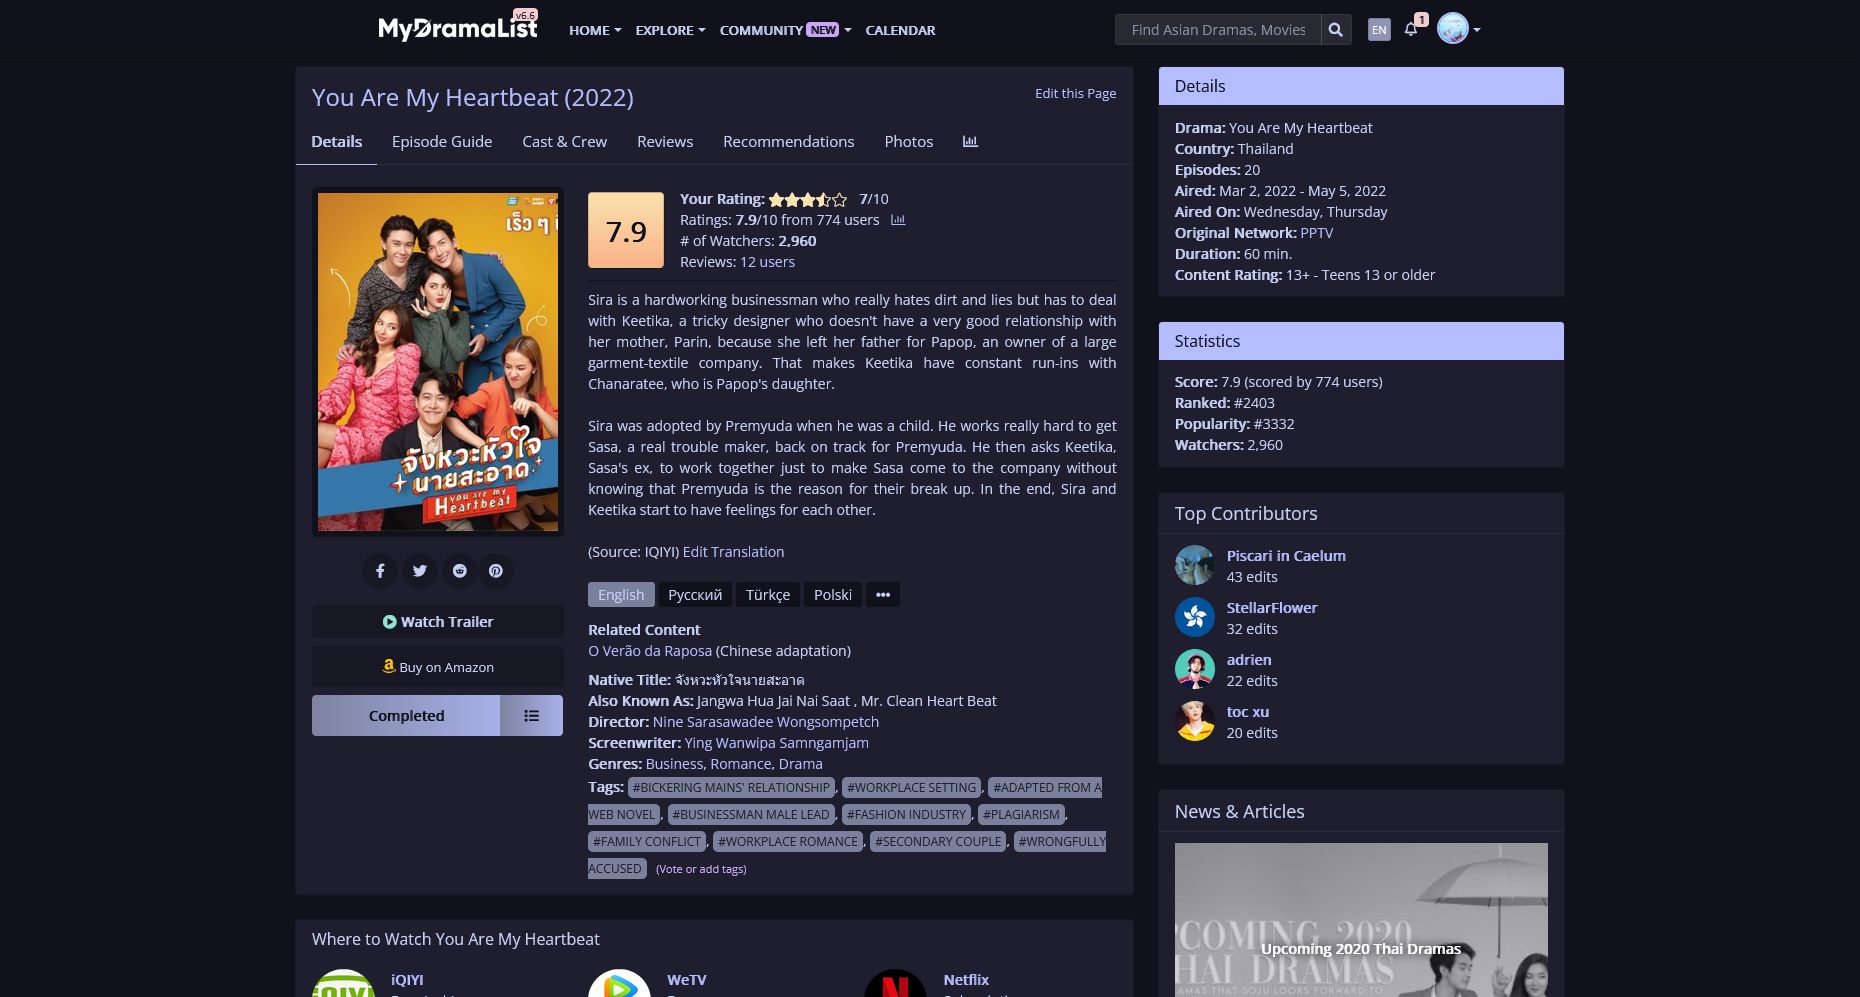 MyDramaList
v6.6
HOME
EXPLORE
COMMUNITY NEW
CALENDAR
Find Asian Dramas, Movies
EN
1
You Are My Heartbeat (2022)
Edit this Page
Details
Episode Guide
Cast & Crew
Reviews
Recommendations
Photos
เร็ว ๆ
จังหวะหัวใจ
นายสะอาด
YOU ARE MY
Heartbeat
Watch Trailer
Buy on Amazon
Completed
7.9
Your Rating: 7/10
Ratings: 7.9/10 from 774 users
# of Watchers: 2,960
Reviews: 12 users
Sira is a hardworking businessman who really hates dirt and lies but has to deal
with Keetika, a tricky designer who doesn't have a very good relationship with
her mother, Parin, because she left her father for Papop, an owner of a large
garment-textile company. That makes Keetika have constant run-ins with
Chanaratee, who is Papop's daughter.
Sira was adopted by Premyuda when he was a child. He works really hard to get
Sasa, a real trouble maker, back on track for Premyuda. He then asks Keetika,
Sasa's ex, to work together just to make Sasa come to the company without
knowing that Premyuda is the reason for their break up. In the end, Sira and
Keetika start to have feelings for each other.
(Source: IQIYI) Edit Translation
English
Русский
Türkçe
Polski
•••
Related Content
O Verão da Raposa (Chinese adaptation)
Native Title: จังหวะหัวใจนายสะอาด
Also Known As: Jangwa Hua Jai Nai Saat , Mr. Clean Heart Beat
Director: Nine Sarasawadee Wongsompetch
Screenwriter: Ying Wanwipa Samngamjam
Genres: Business, Romance, Drama
Tags: #BICKERING MAINS' RELATIONSHIP, #WORKPLACE SETTING, #ADAPTED FROM A
WEB NOVEL, #BUSINESSMAN MALE LEAD, #FASHION INDUSTRY, #PLAGIARISM,
#FAMILY CONFLICT, #WORKPLACE ROMANCE, #SECONDARY COUPLE, #WRONGFULLY
ACCUSED (Vote or add tags)
Where to Watch You Are My Heartbeat
iQIYI
WeTV
Netflix
Details
Drama: You Are My Heartbeat
Country: Thailand
Episodes: 20
Aired: Mar 2, 2022 - May 5, 2022
Aired On: Wednesday, Thursday
Original Network: PPTV
Duration: 60 min.
Content Rating: 13+ - Teens 13 or older
Statistics
Score: 7.9 (scored by 774 users)
Ranked: #2403
Popularity: #3332
Watchers: 2,960
Top Contributors
Piscari in Caelum
43 edits
StellarFlower
32 edits
adrien
22 edits
toc xu
20 edits
News & Articles
Upcoming 2020 Thai Dramas